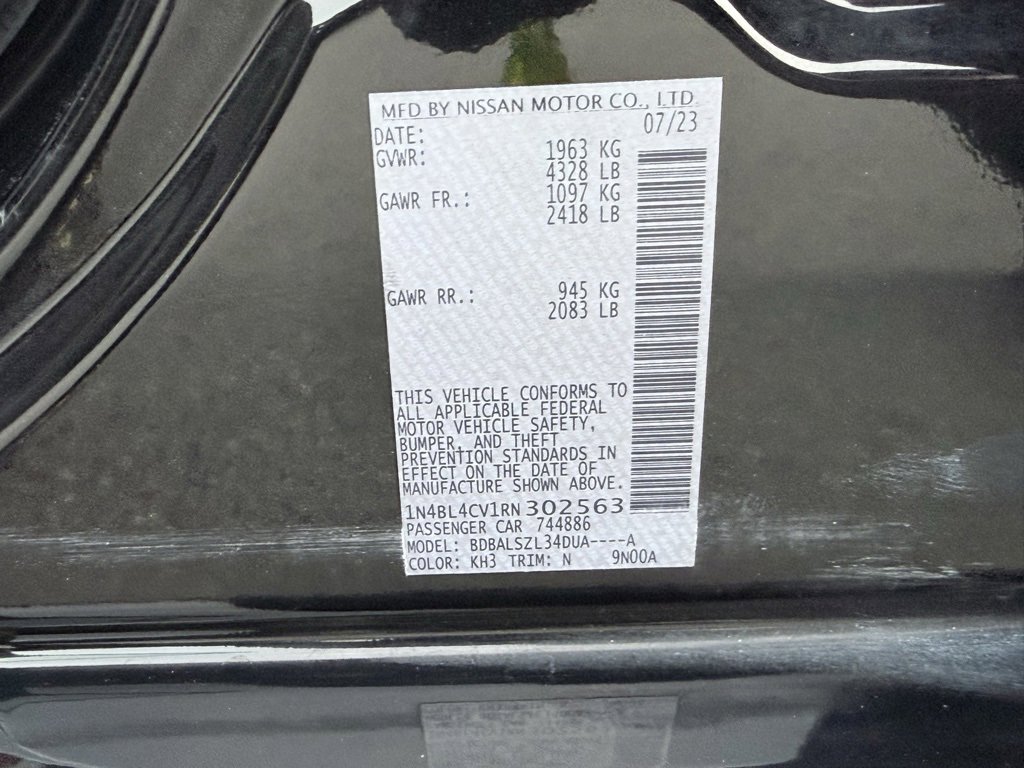 MFD BY NISSAN MOTOR CO., LTD
DATE: 07/23
GVWR: 1963 KG
4328 LB
GAWR FR.: 1097 KG
2418 LB
GAWR RR.: 945 KG
2083 LB
THIS VEHICLE CONFORMS TO
ALL APPLICABLE FEDERAL
MOTOR VEHICLE SAFETY,
BUMPER, AND THEFT
PREVENTION STANDARDS IN
EFFECT ON THE DATE OF
MANUFACTURE SHOWN ABOVE.
1N4BL4CV1RN302563
PASSENGER CAR 744886
MODEL: BDBALSZL34DUA----A
COLOR: KH3 TRIM: N 9N00A